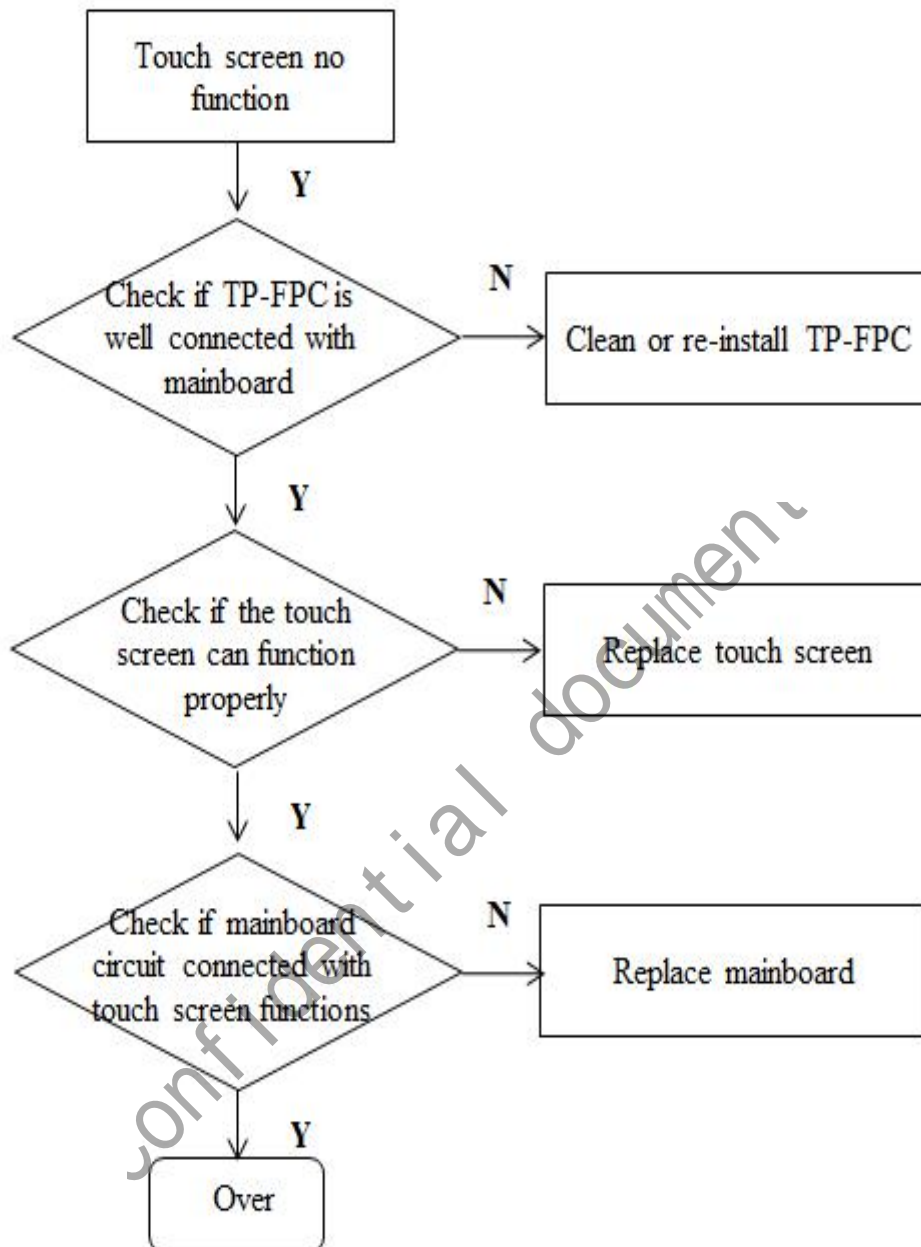 Touch screen no
function
Y
Check if TP-FPC is
well connected with
mainboard
N
Clean or re-install TP-FPC
Y
Check if the touch
screen can function
properly
N
Replace touch screen
Y
Check if mainboard
circuit connected with
touch screen functions
N
Replace mainboard
Y
Over
confidential document